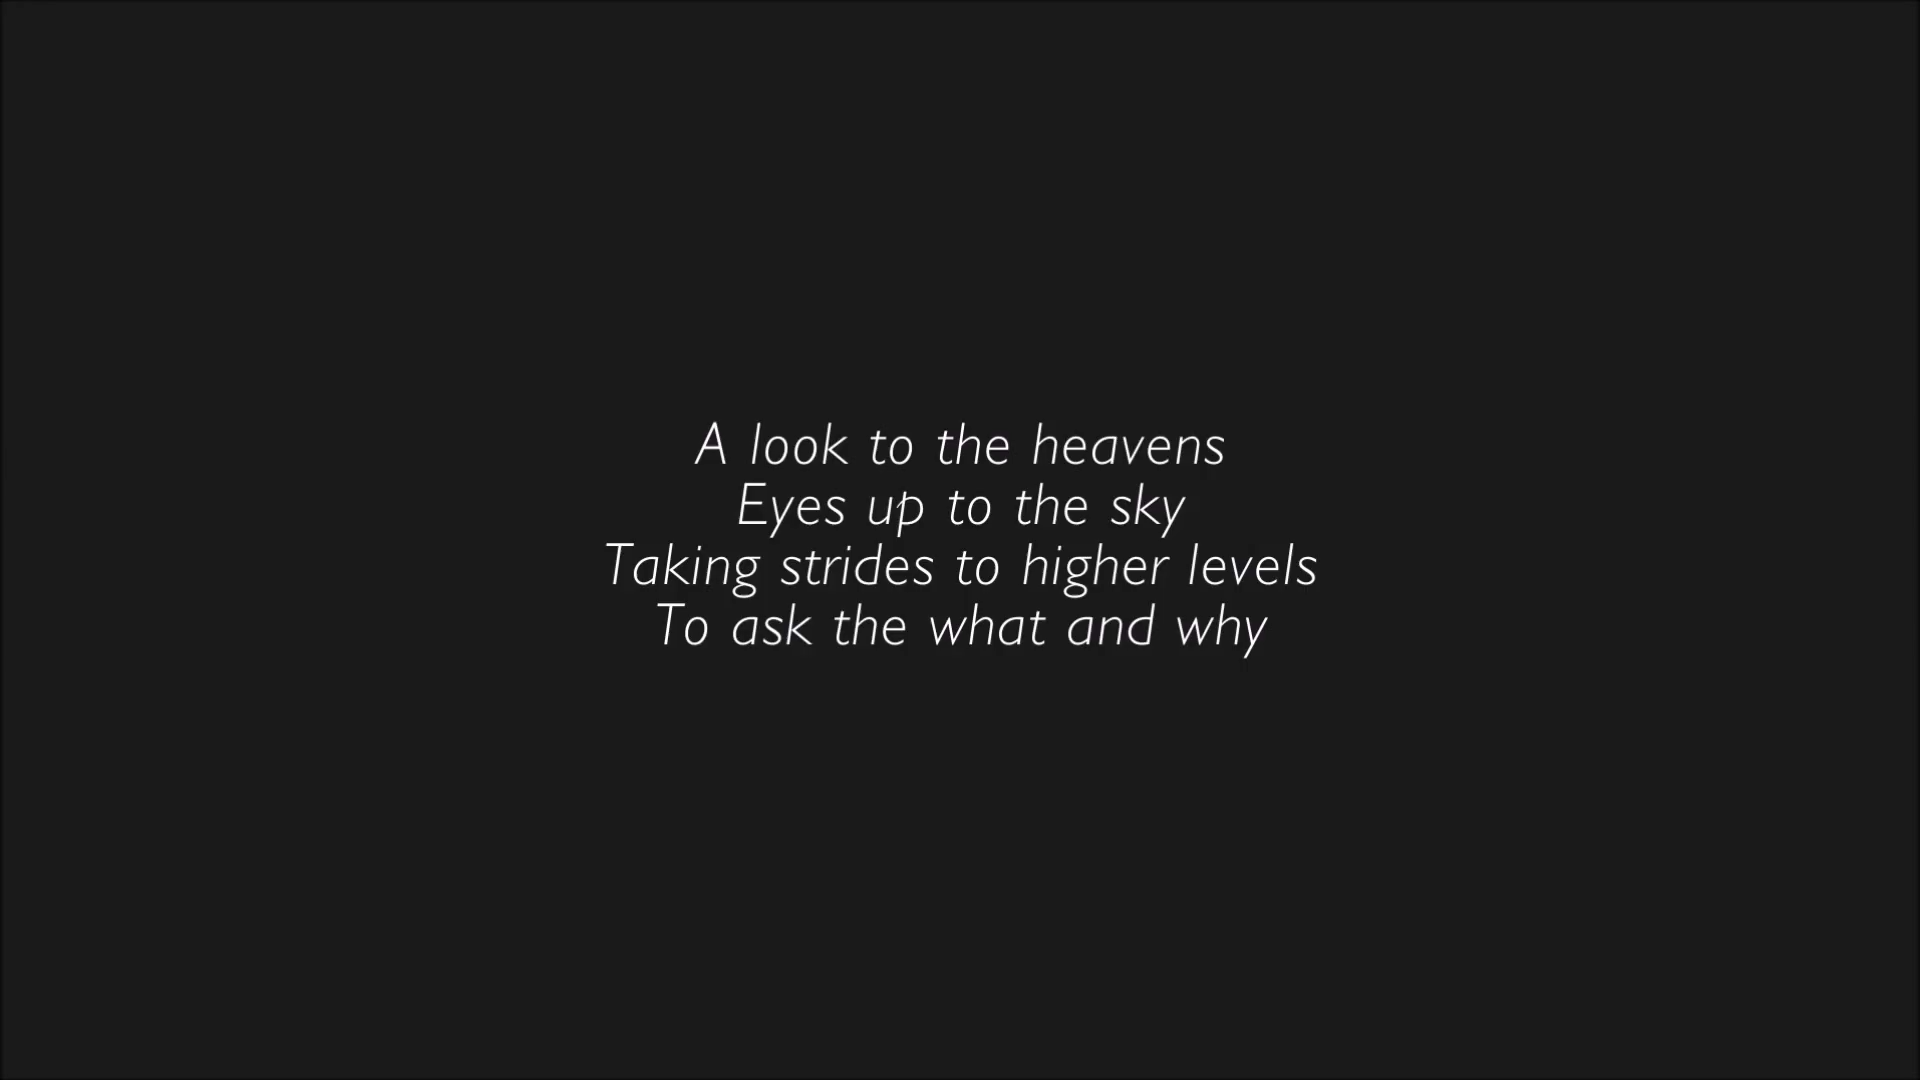 A look to the heavens
Eyes up to the sky
Taking strides to higher levels
To ask the what and why